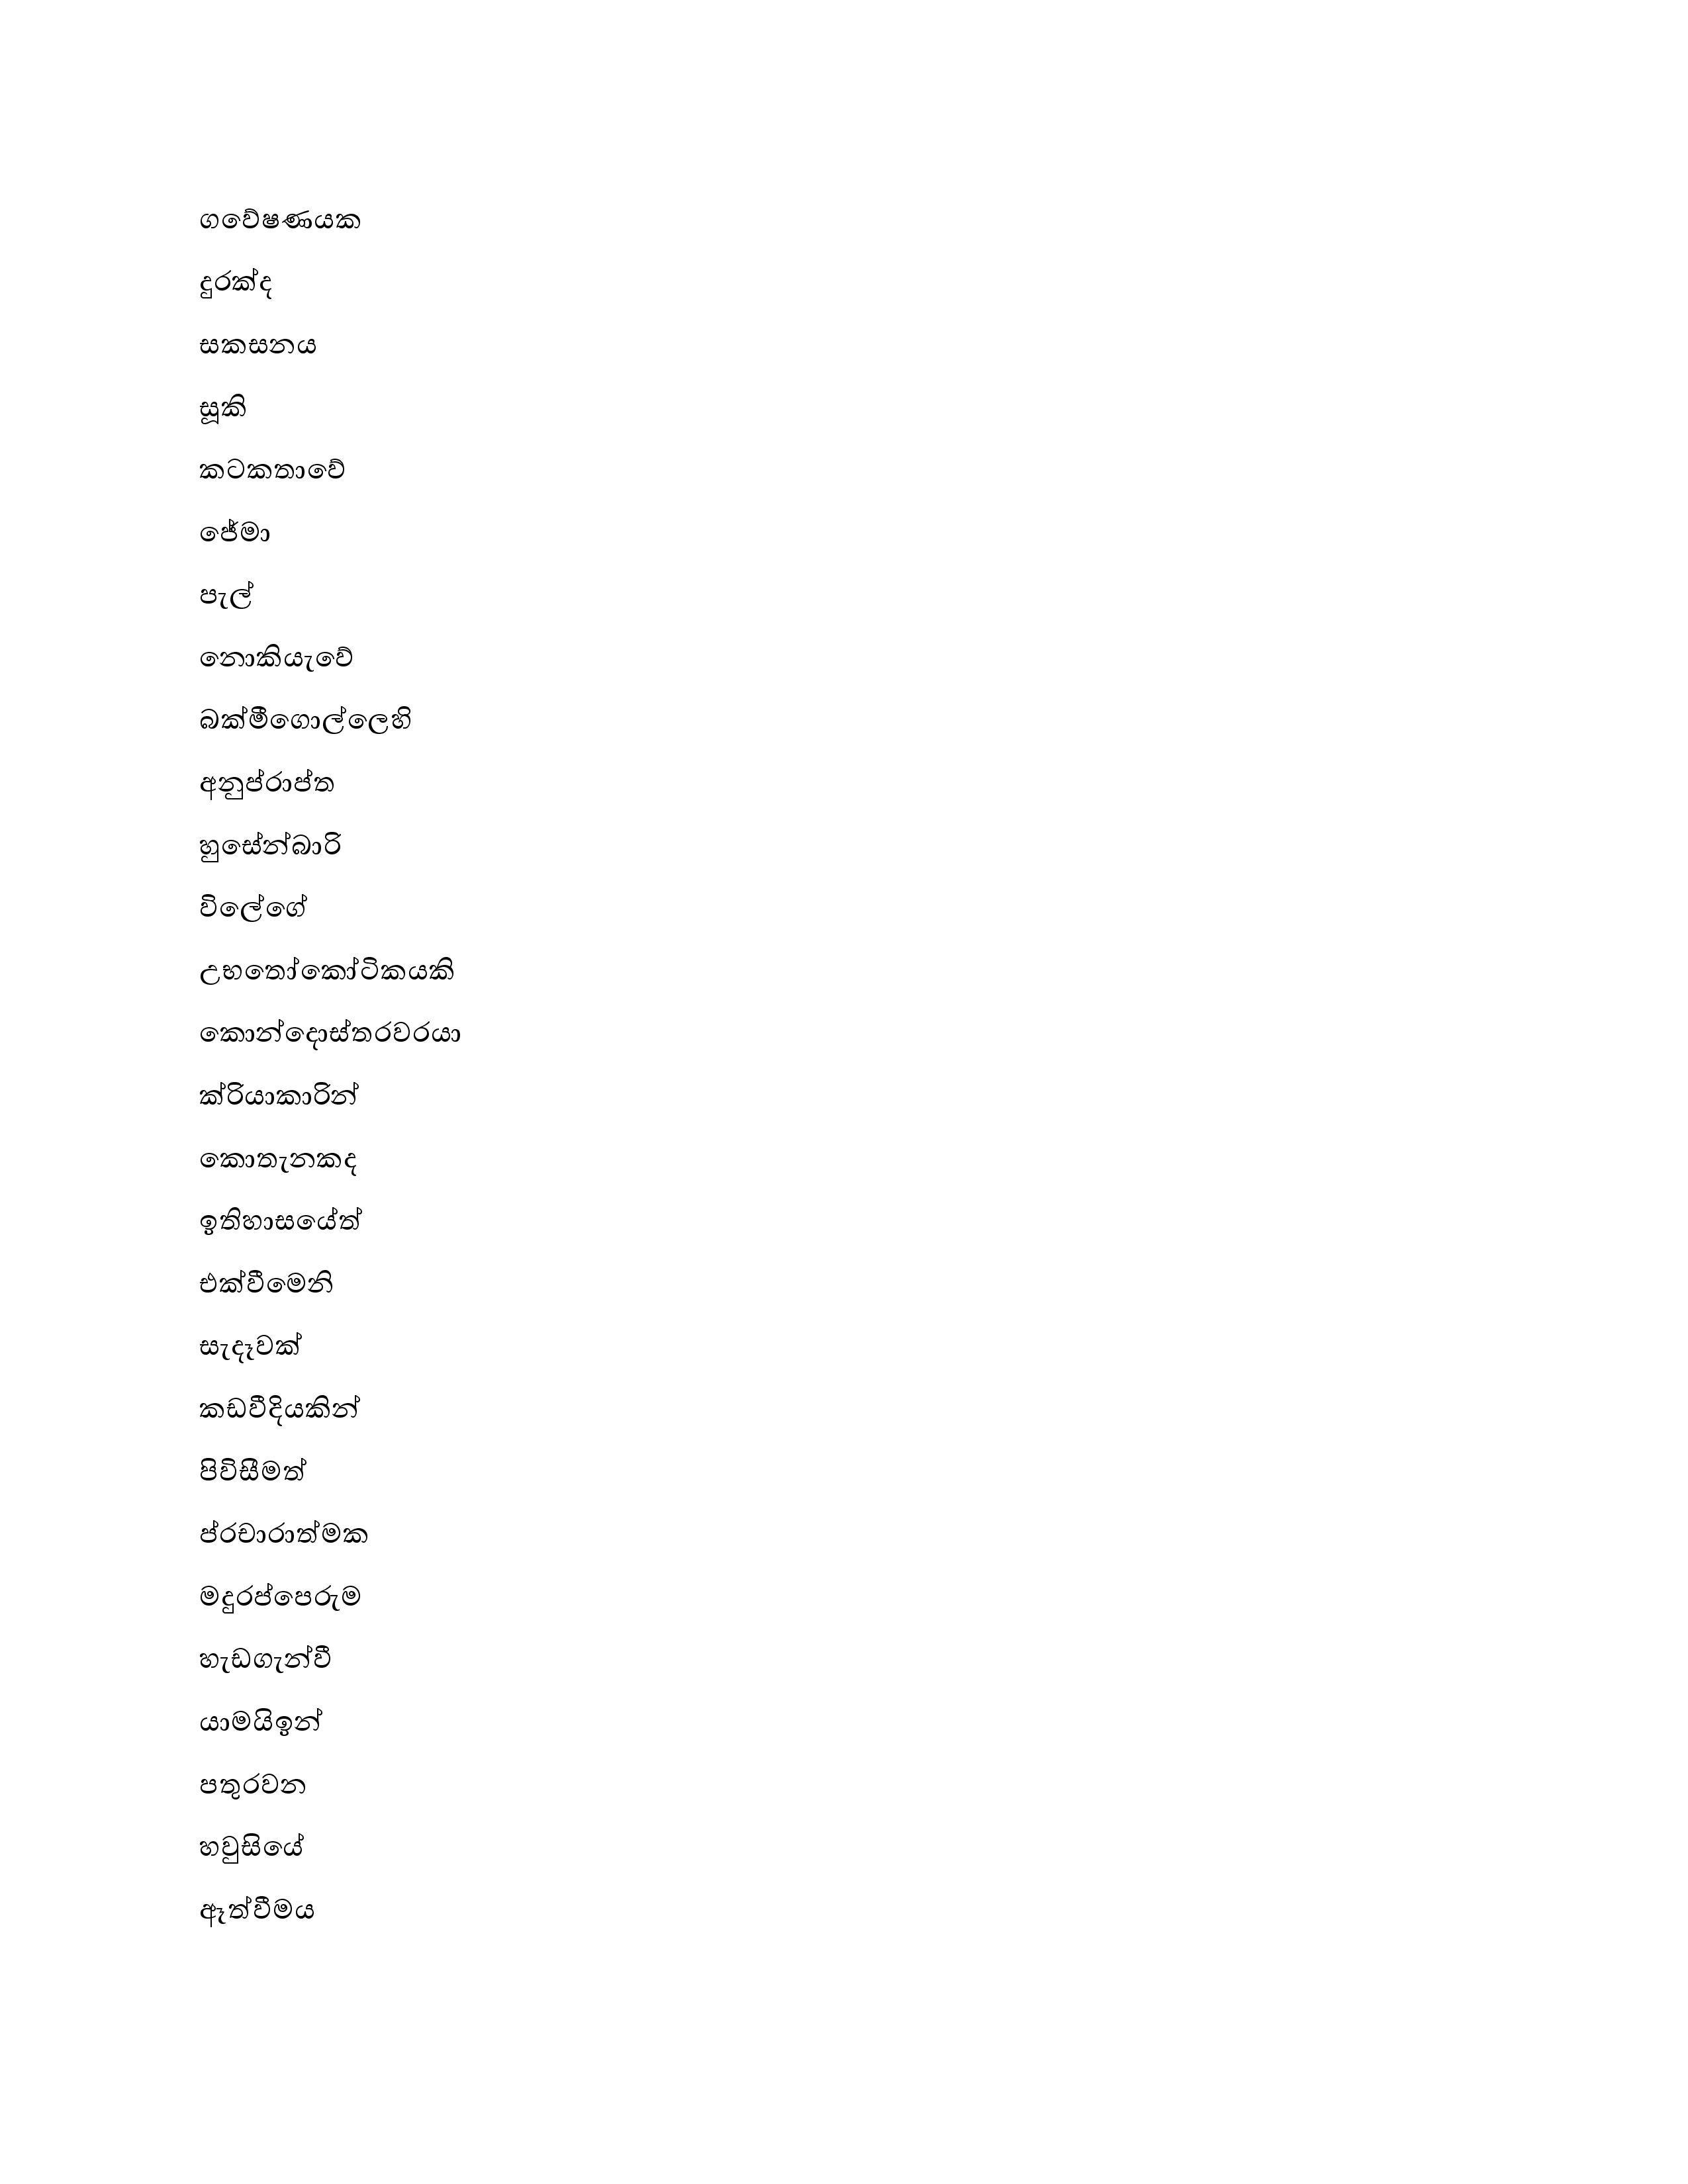 ගවේෂණයක
දුරක්ද
සකසනය
සූකි
කටකතාවේ
ජේමා
පැල්
නොකියැවේ
බක්මීගොල්ලෙහි
අනුප්රාප්ත
හුසේන්බාරි
විලේගේ
උභතෝකෝටිකයකි
කොන්දොස්තරවරයා
ක්රියාකාරින්
කොතැනකද
ඉතිහාසයේත්
එක්වීමෙනි
සැදෑවක්
කඩවීදියකින්
පිවිසීමත්
ප්රචාරාත්මක
මදුරප්පෙරුම
හැඩගැන්වී
යාමයිඉන්
පතුරවන
හවුසියේ
ඈත්වීමය